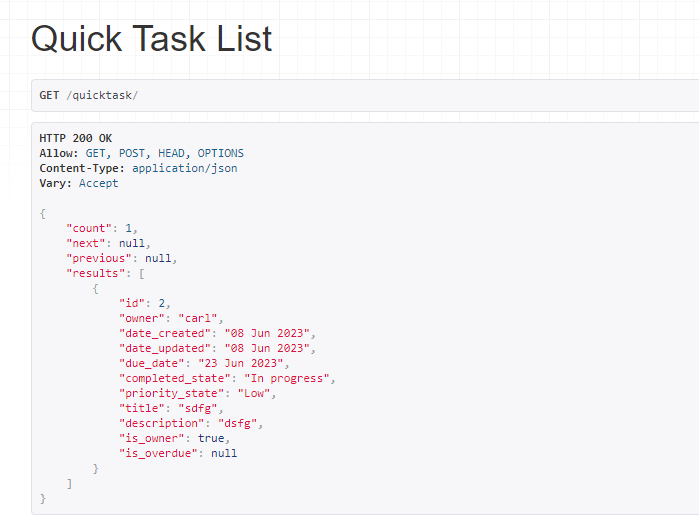 Quick Task List
GET /quicktask/
HTTP 200 OK
Allow: GET, POST, HEAD, OPTIONS
Content-Type: application/json
Vary: Accept
{
    "count": 1,
    "next": null,
    "previous": null,
    "results": [
        {
            "id": 2,
            "owner": "carl",
            "date_created": "08 Jun 2023",
            "date_updated": "08 Jun 2023",
            "due_date": "23 Jun 2023",
            "completed_state": "In progress",
            "priority_state": "Low",
            "title": "sdfg",
            "description": "dsfg",
            "is_owner": true,
            "is_overdue": null
        }
    ]
}